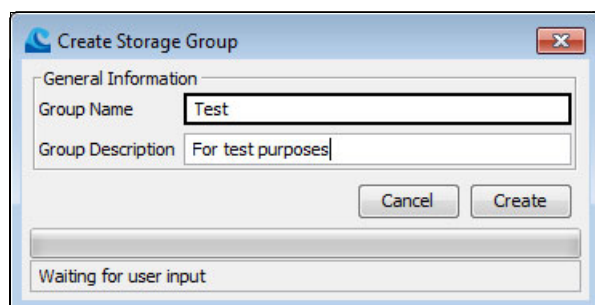 Create Storage Group
General Information
Group Name Test
Group Description For test purposes
Cancel Create
Waiting for user input